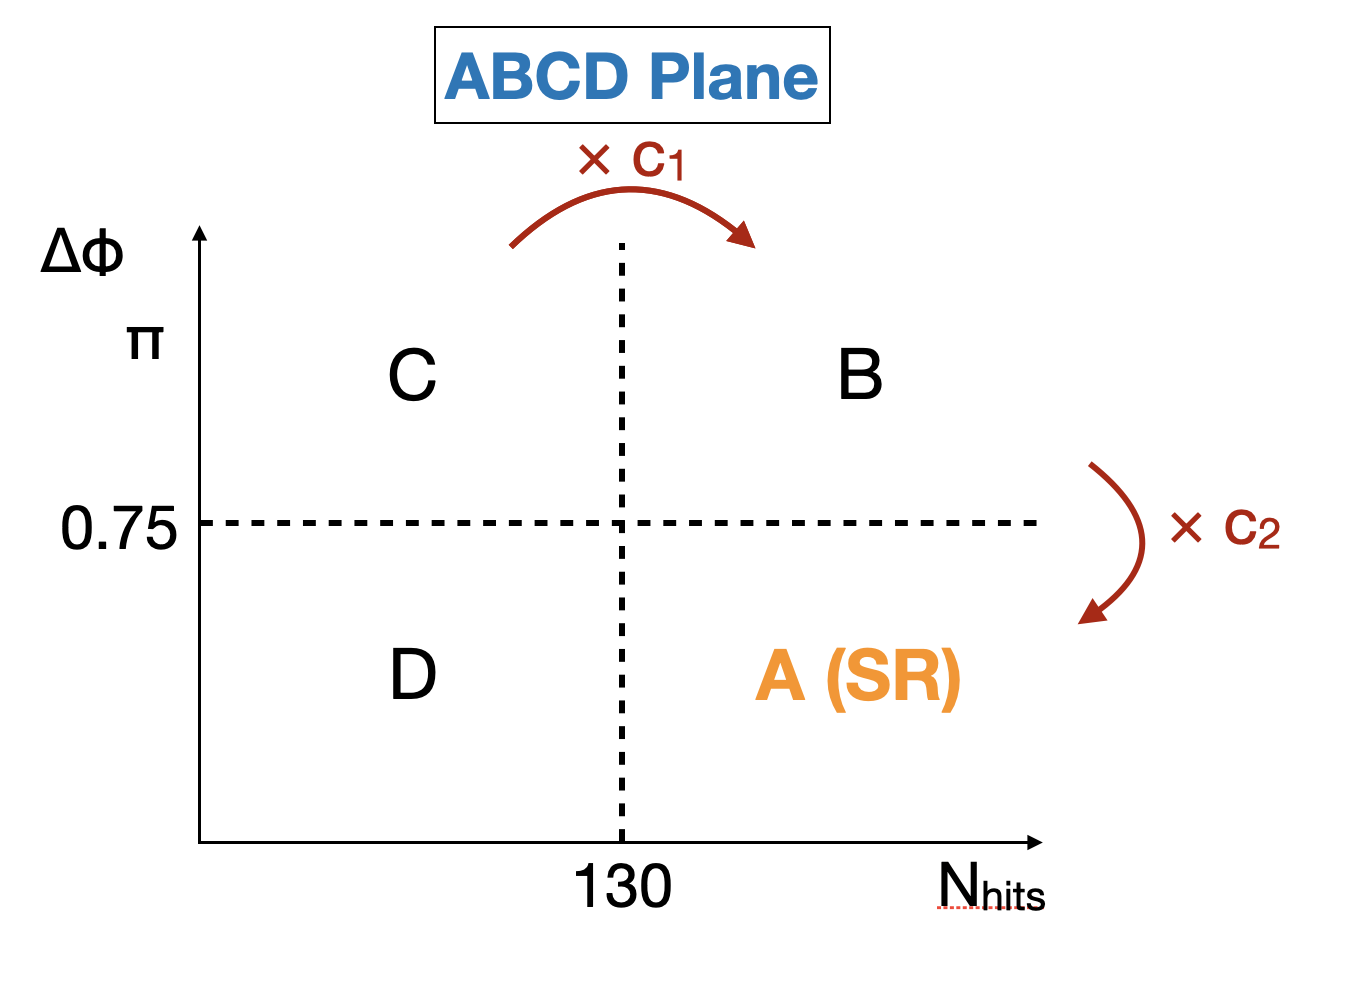 ABCD Plane
× c₁
Δϕ
π
C
B
0.75
× c₂
D
A (SR)
130
Nhits